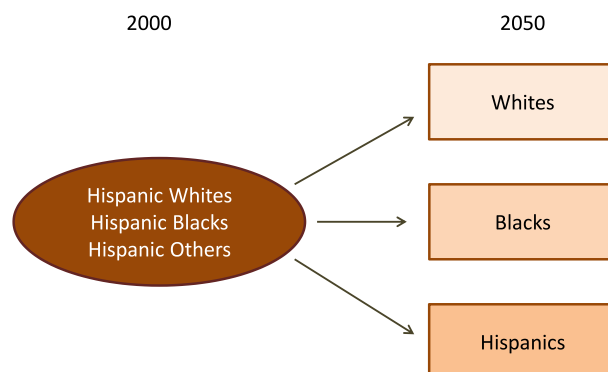 2000
2050
Whites
Hispanic Whites
Hispanic Blacks
Hispanic Others
Blacks
Hispanics